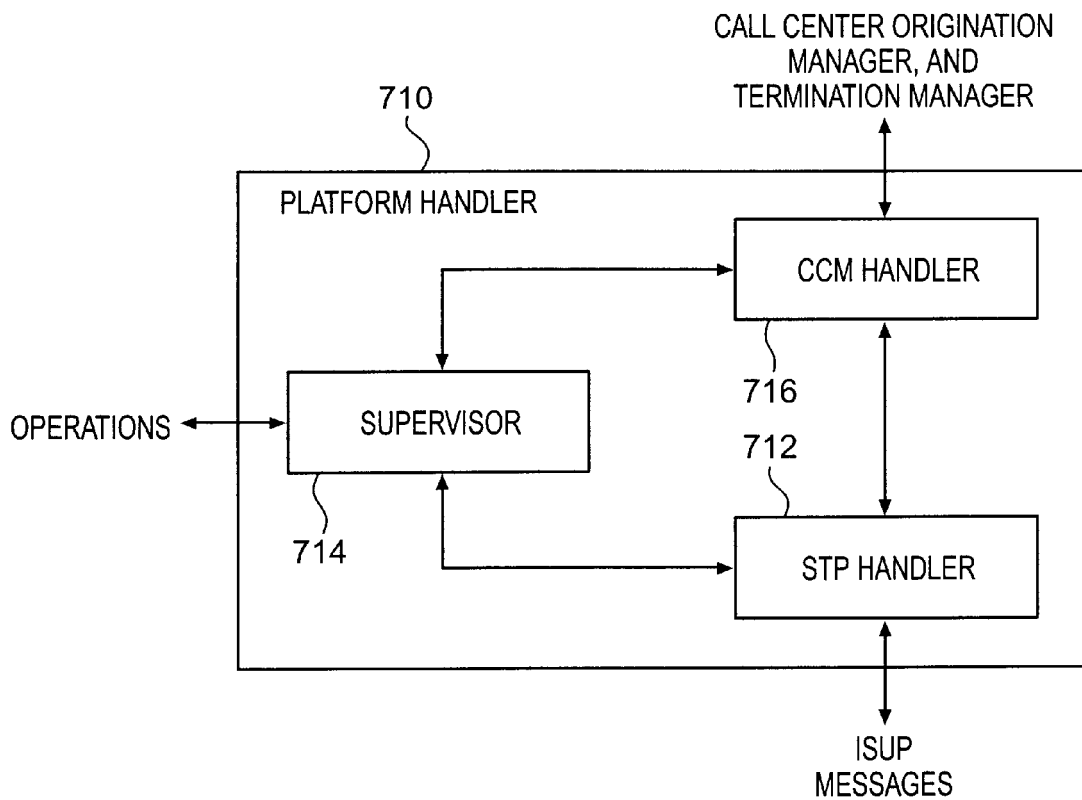 CALL CENTER ORIGINATION
MANAGER, AND
TERMINATION MANAGER
710
PLATFORM HANDLER
CCM HANDLER
716
OPERATIONS
SUPERVISOR
714
712
STP HANDLER
ISUP
MESSAGES